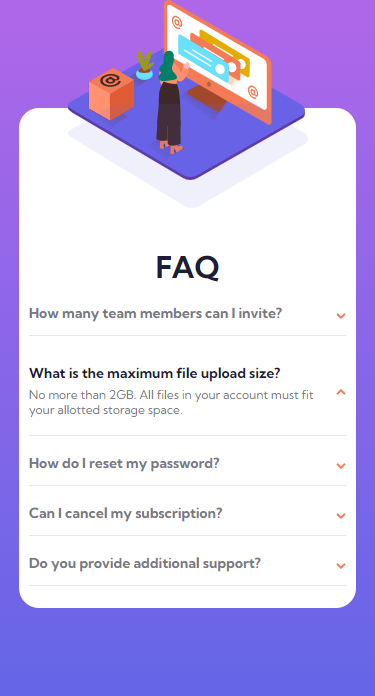 FAQ
How many team members can I invite?
What is the maximum file upload size?
No more than 2GB. All files in your account must fit
your allotted storage space.
How do I reset my password?
Can I cancel my subscription?
Do you provide additional support?